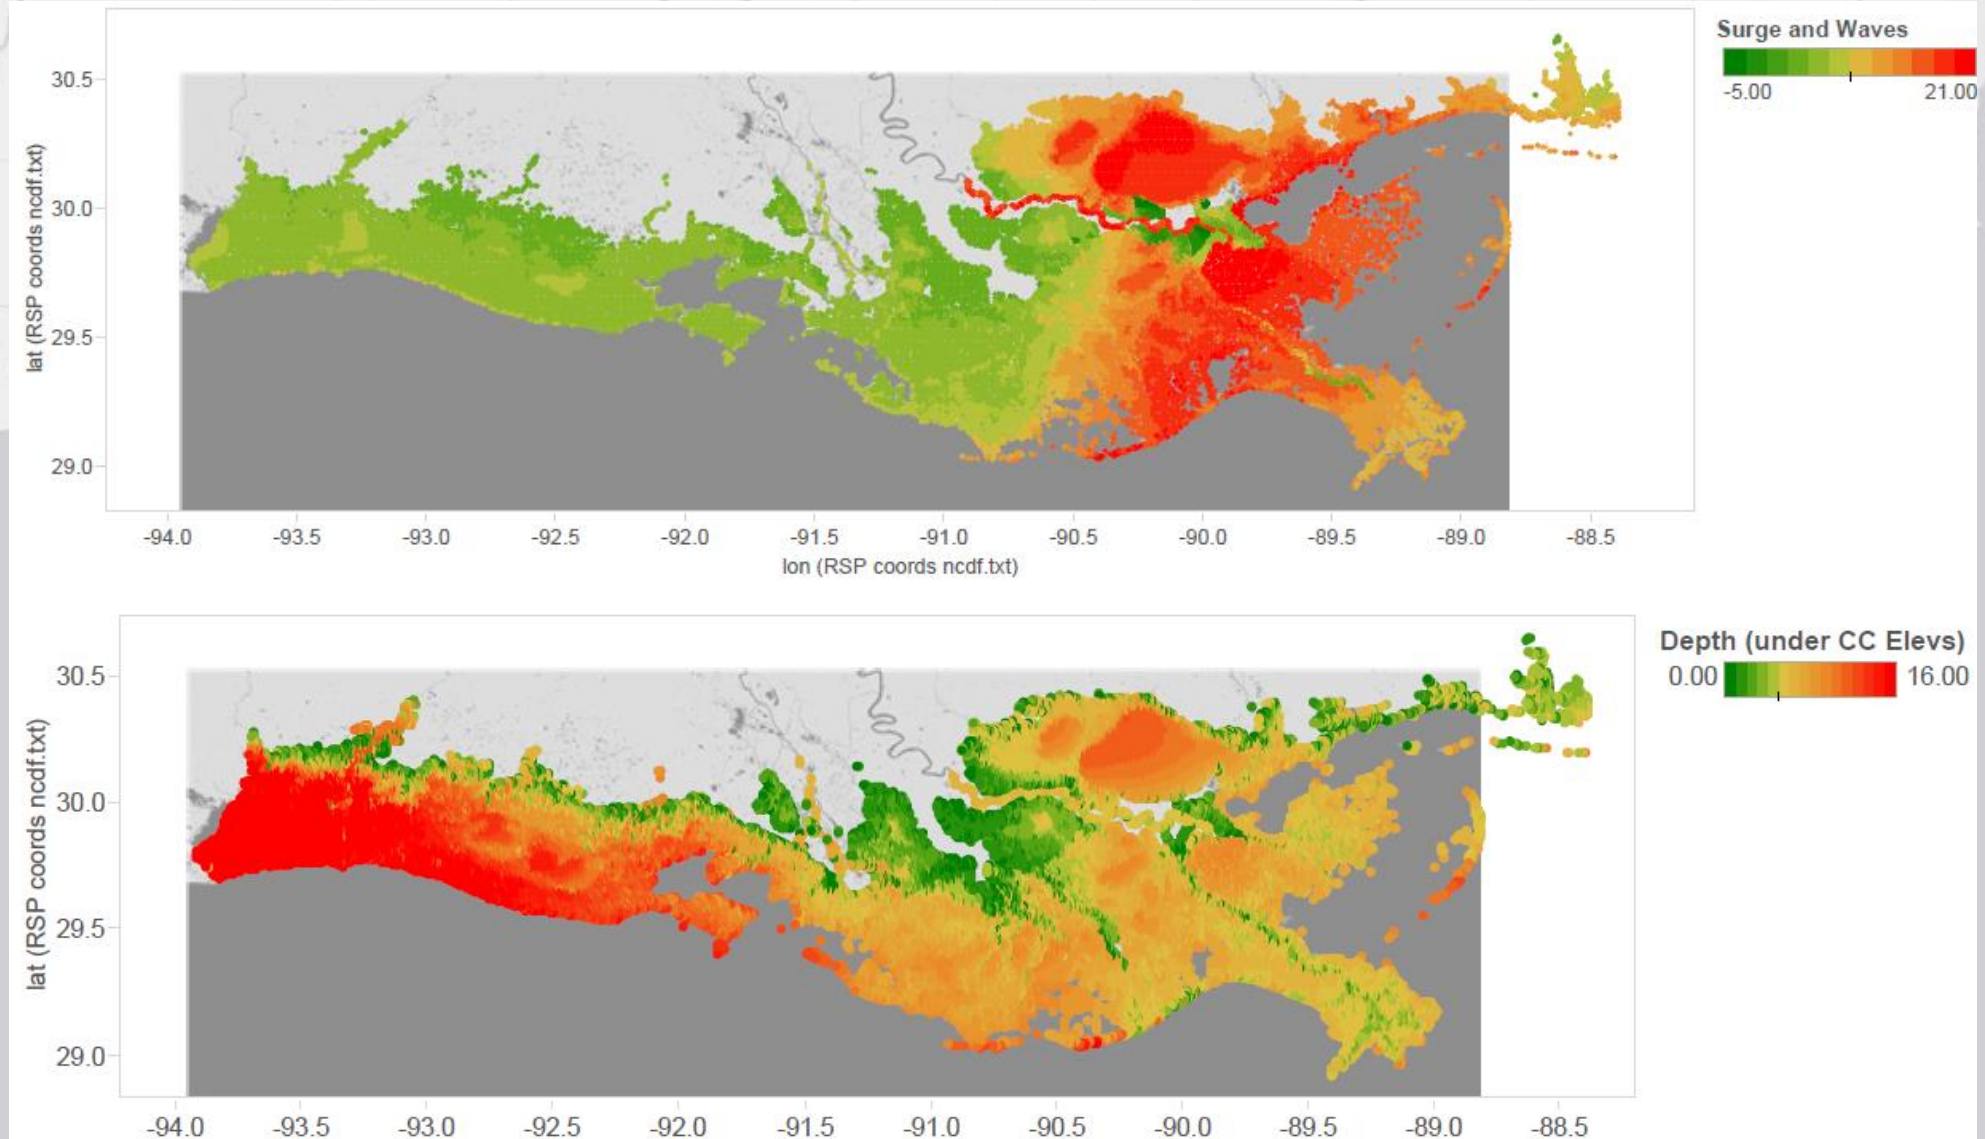 Surge and Waves
-5.00 21.00
lat (RSP coords ncdf.txt)
30.5
30.0
29.5
29.0
-94.0 -93.5 -93.0 -92.5 -92.0 -91.5 -91.0 -90.5 -90.0 -89.5 -89.0 -88.5
lon (RSP coords ncdf.txt)
Depth (under CC Elevs)
0.00 16.00
lat (RSP coords ncdf.txt)
30.5
30.0
29.5
29.0
-94.0 -93.5 -93.0 -92.5 -92.0 -91.5 -91.0 -90.5 -90.0 -89.5 -89.0 -88.5